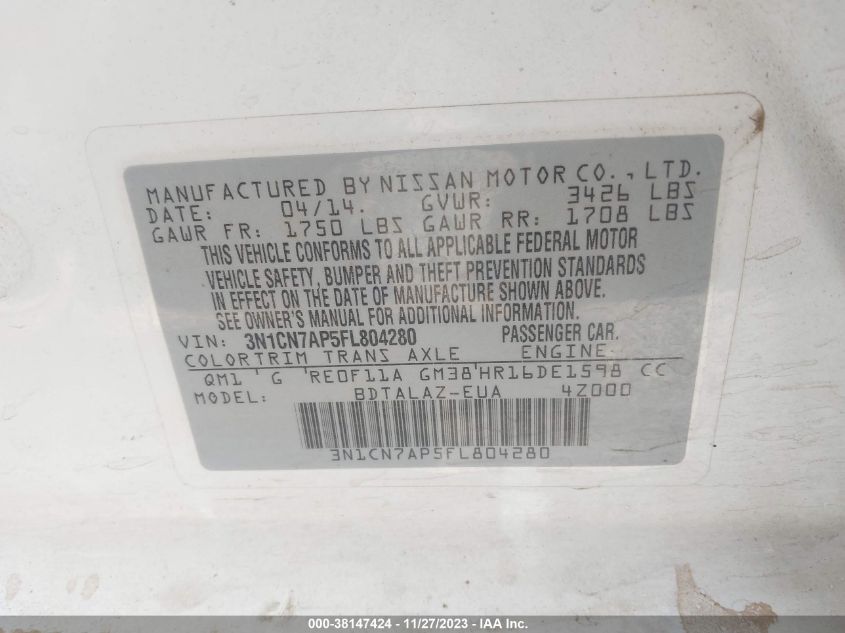 MANUFACTURED BY NISSAN MOTOR CO., LTD.
DATE: 04/14. GVWR: 3426 LBS
GAWR FR: 1750 LBS GAWR RR: 1708 LBS
THIS VEHICLE CONFORMS TO ALL APPLICABLE FEDERAL MOTOR
VEHICLE SAFETY, BUMPER AND THEFT PREVENTION STANDARDS
IN EFFECT ON THE DATE OF MANUFACTURE SHOWN ABOVE.
SEE OWNER'S MANUAL FOR ADDITIONAL INFORMATION.
VIN: 3N1CN7AP5FL804280 PASSENGER CAR.
COLORTRIM TRANS AXLE ENGINE:
QM1 ' G RE0F11A GM38'HR16DE1598 CC
MODEL: BDTALAZ-EUA 4Z000
3N1CN7AP5FL804280
000-38147424 - 11/27/2023 - IAA Inc.